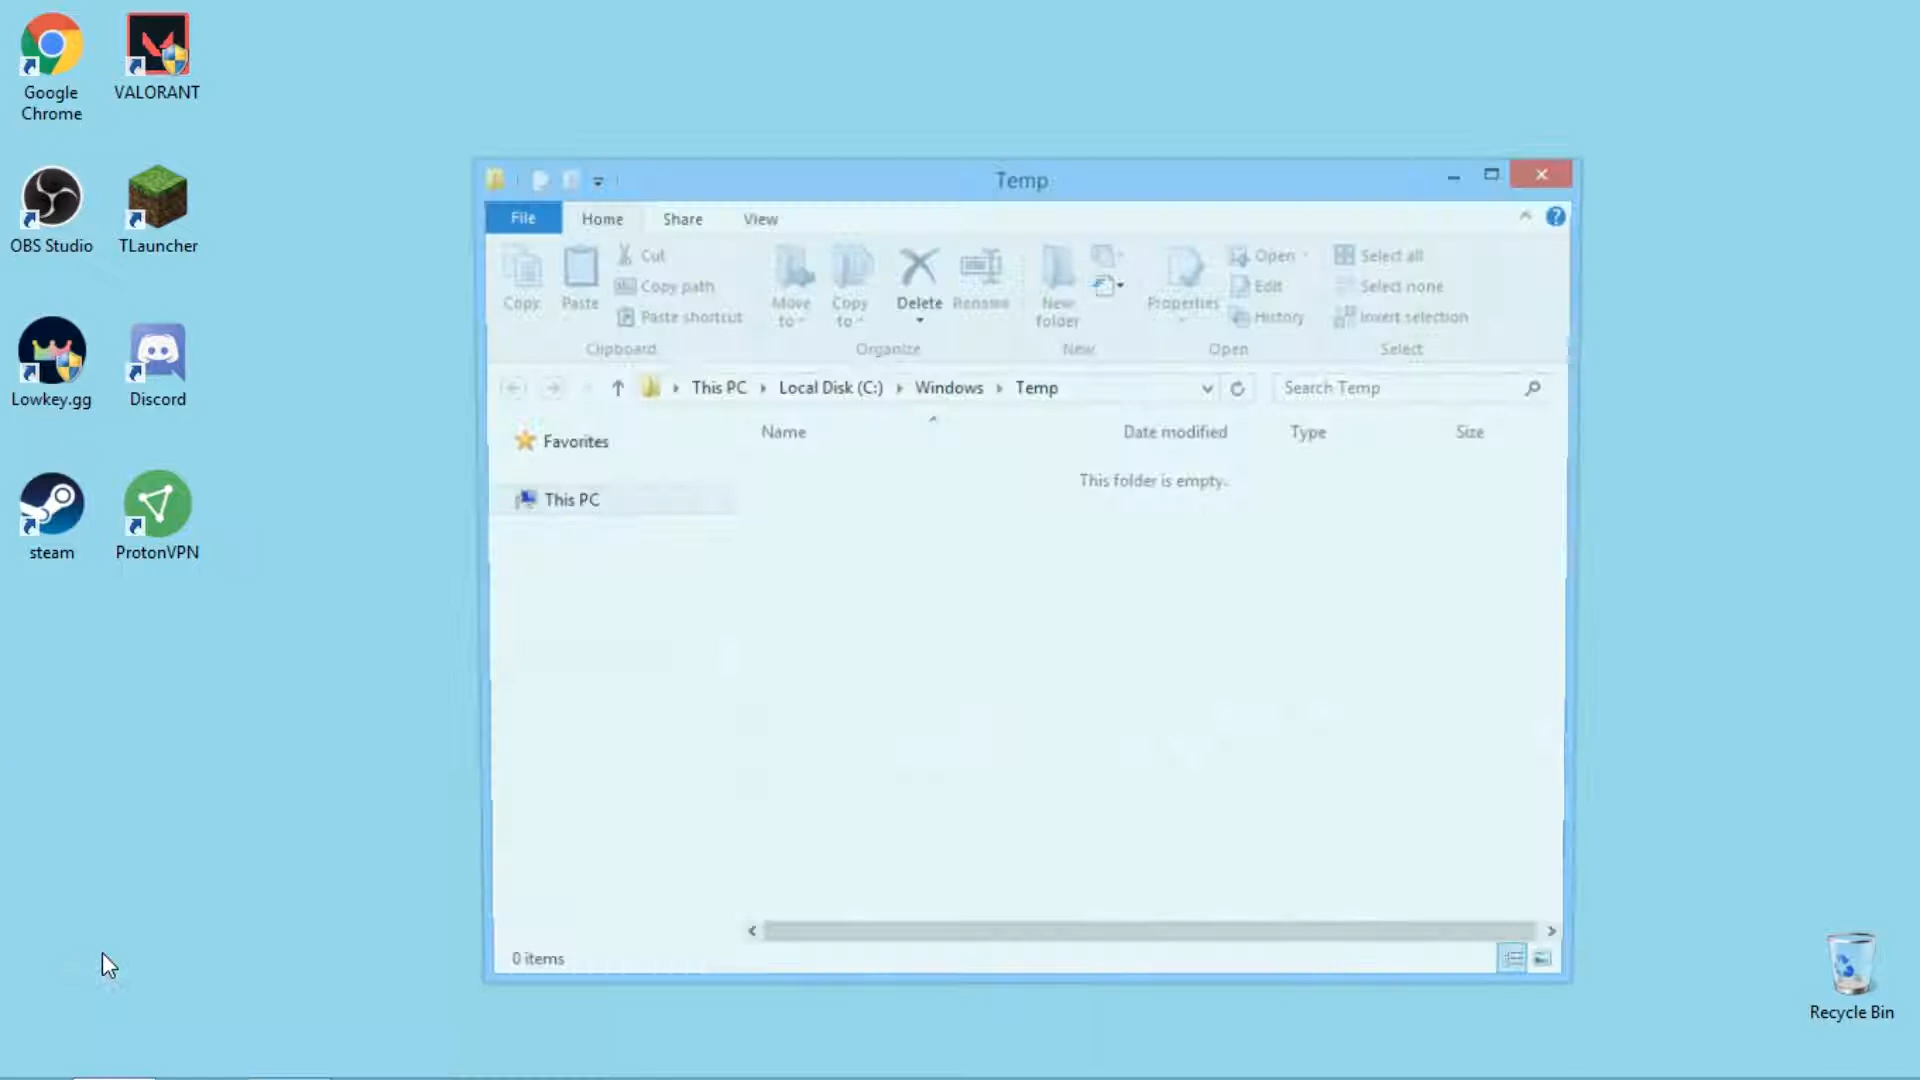 Google
Chrome
VALORANT
OBS Studio
TLauncher
Lowkey.gg
Discord
steam
ProtonVPN
Temp
File
Home
Share
View
Copy
Paste
Cut
Copy path
Paste shortcut
Clipboard
Move
to
Copy
to
Delete
Rename
Organize
New
folder
New
Properties
Open
Edit
History
Open
Select all
Select none
Invert selection
Select
This PC
Local Disk (C:)
Windows
Temp
Search Temp
Favorites
This PC
Name
Date modified
Type
Size
This folder is empty.
0 items
Recycle Bin